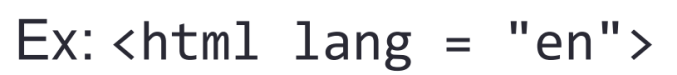 Ex: <html lang = "en">